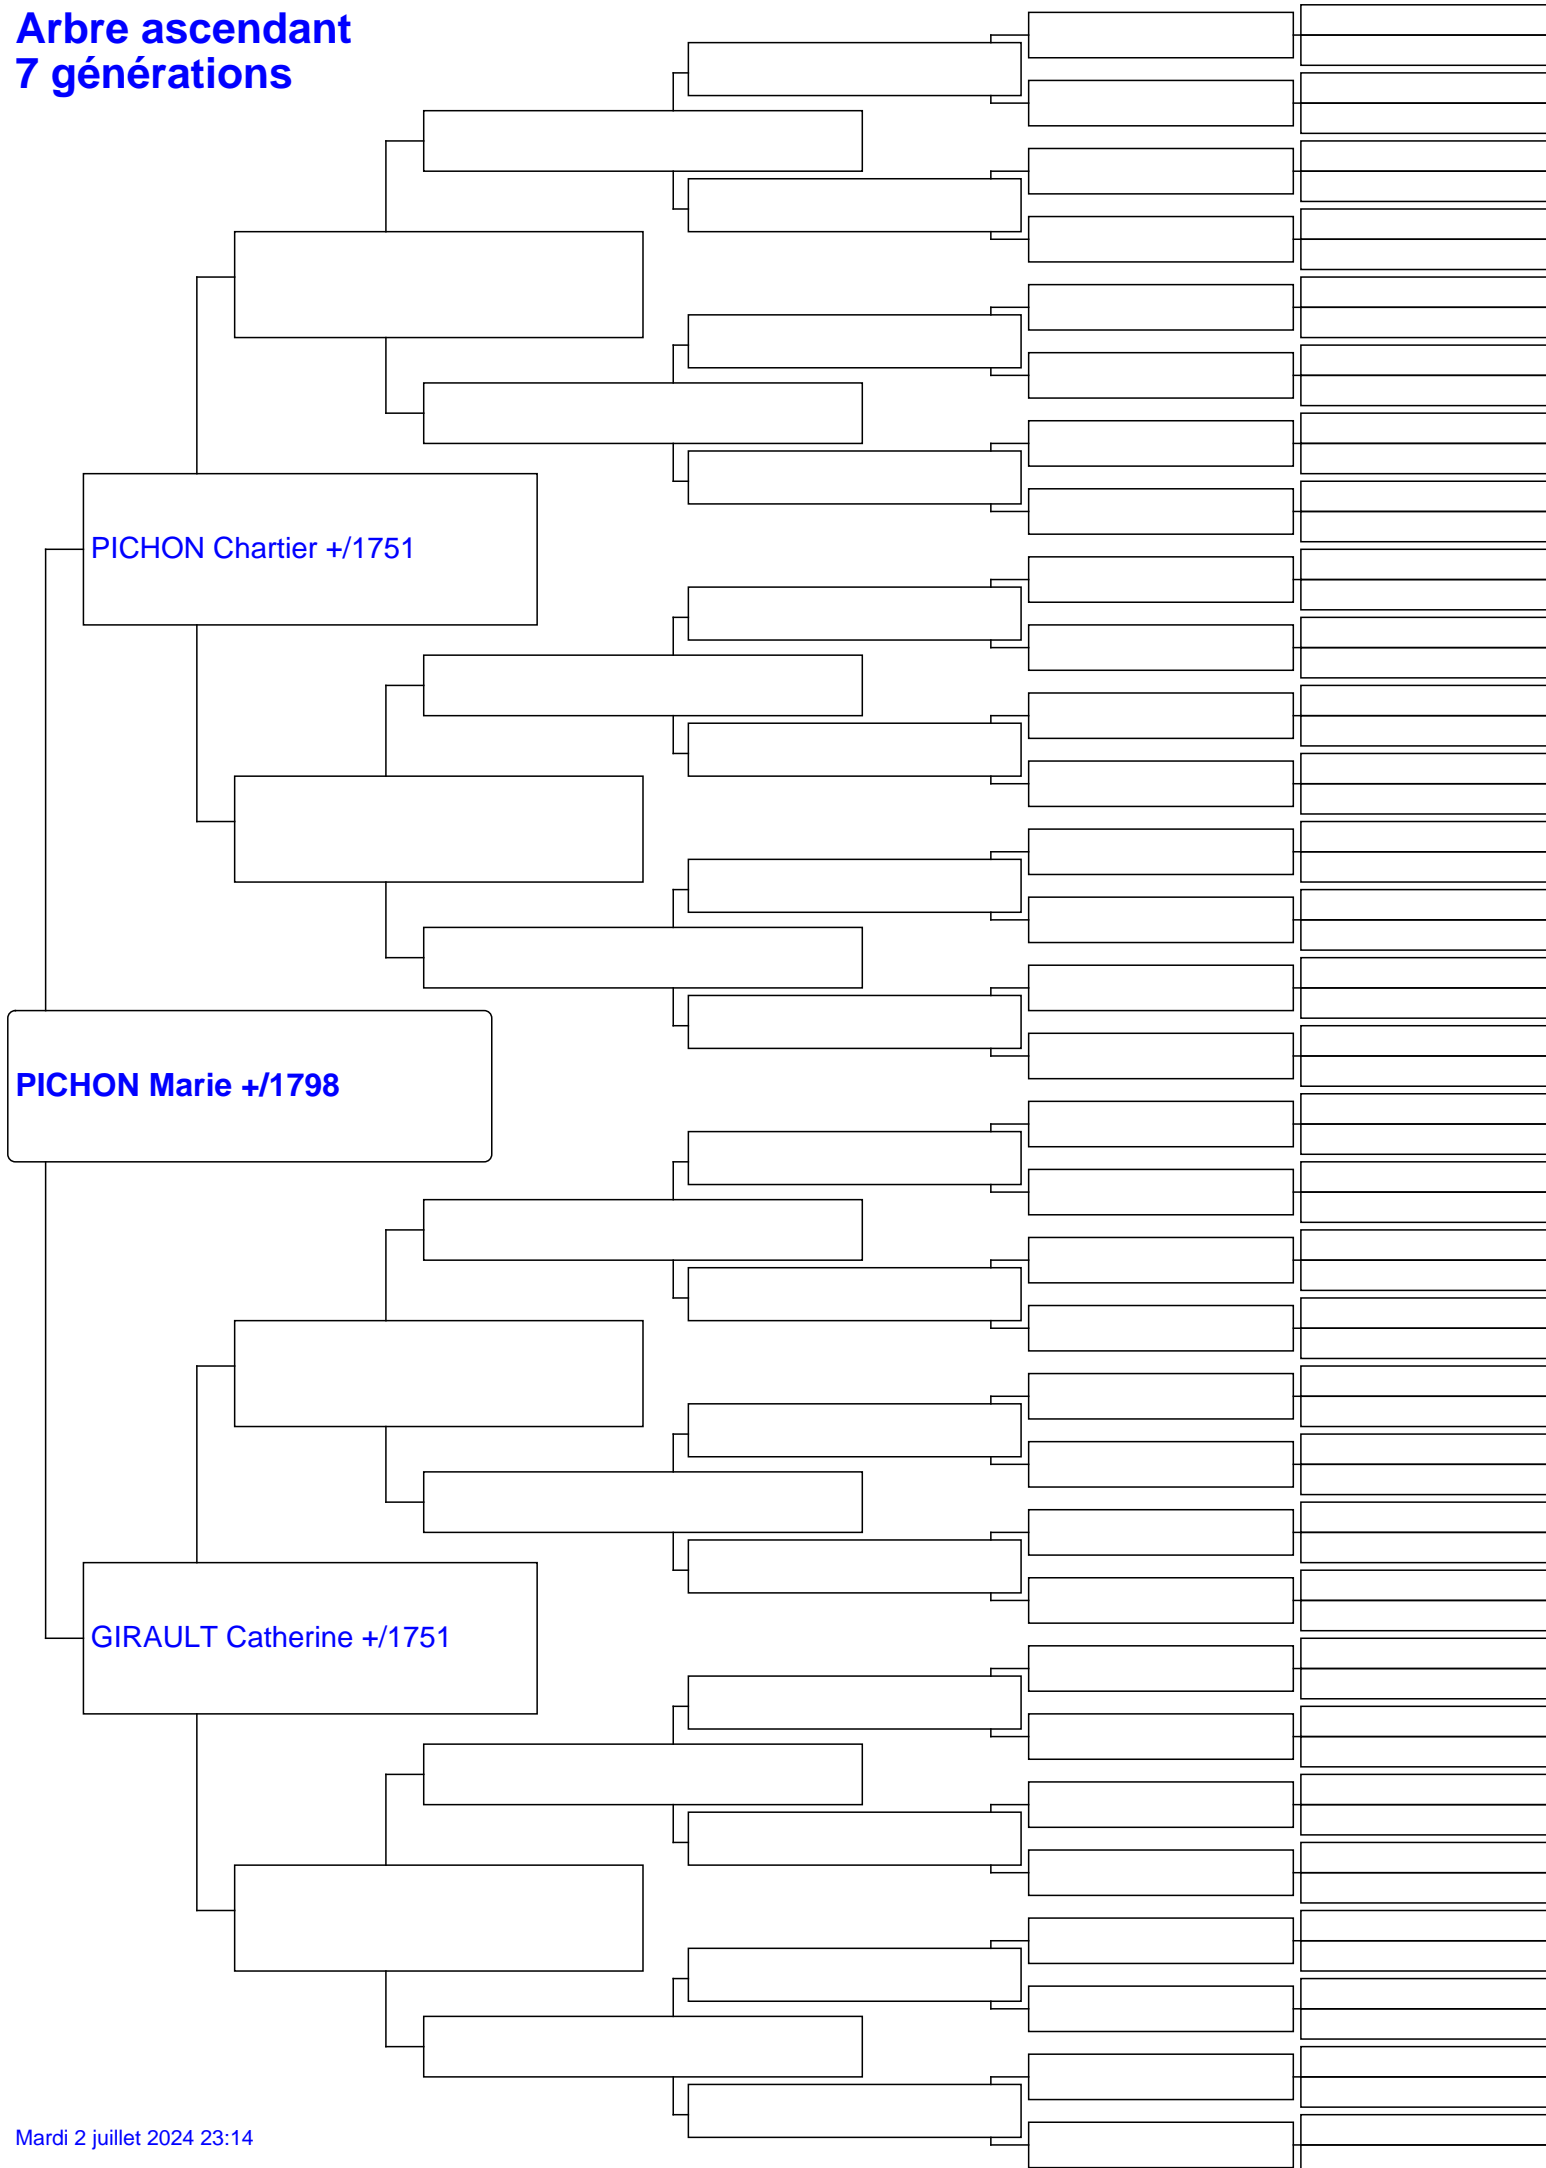 Arbre ascendant
7 générations
PICHON Chartier +/1751
PICHON Marie +/1798
GIRAULT Catherine +/1751
Mardi 2 juillet 2024 23:14